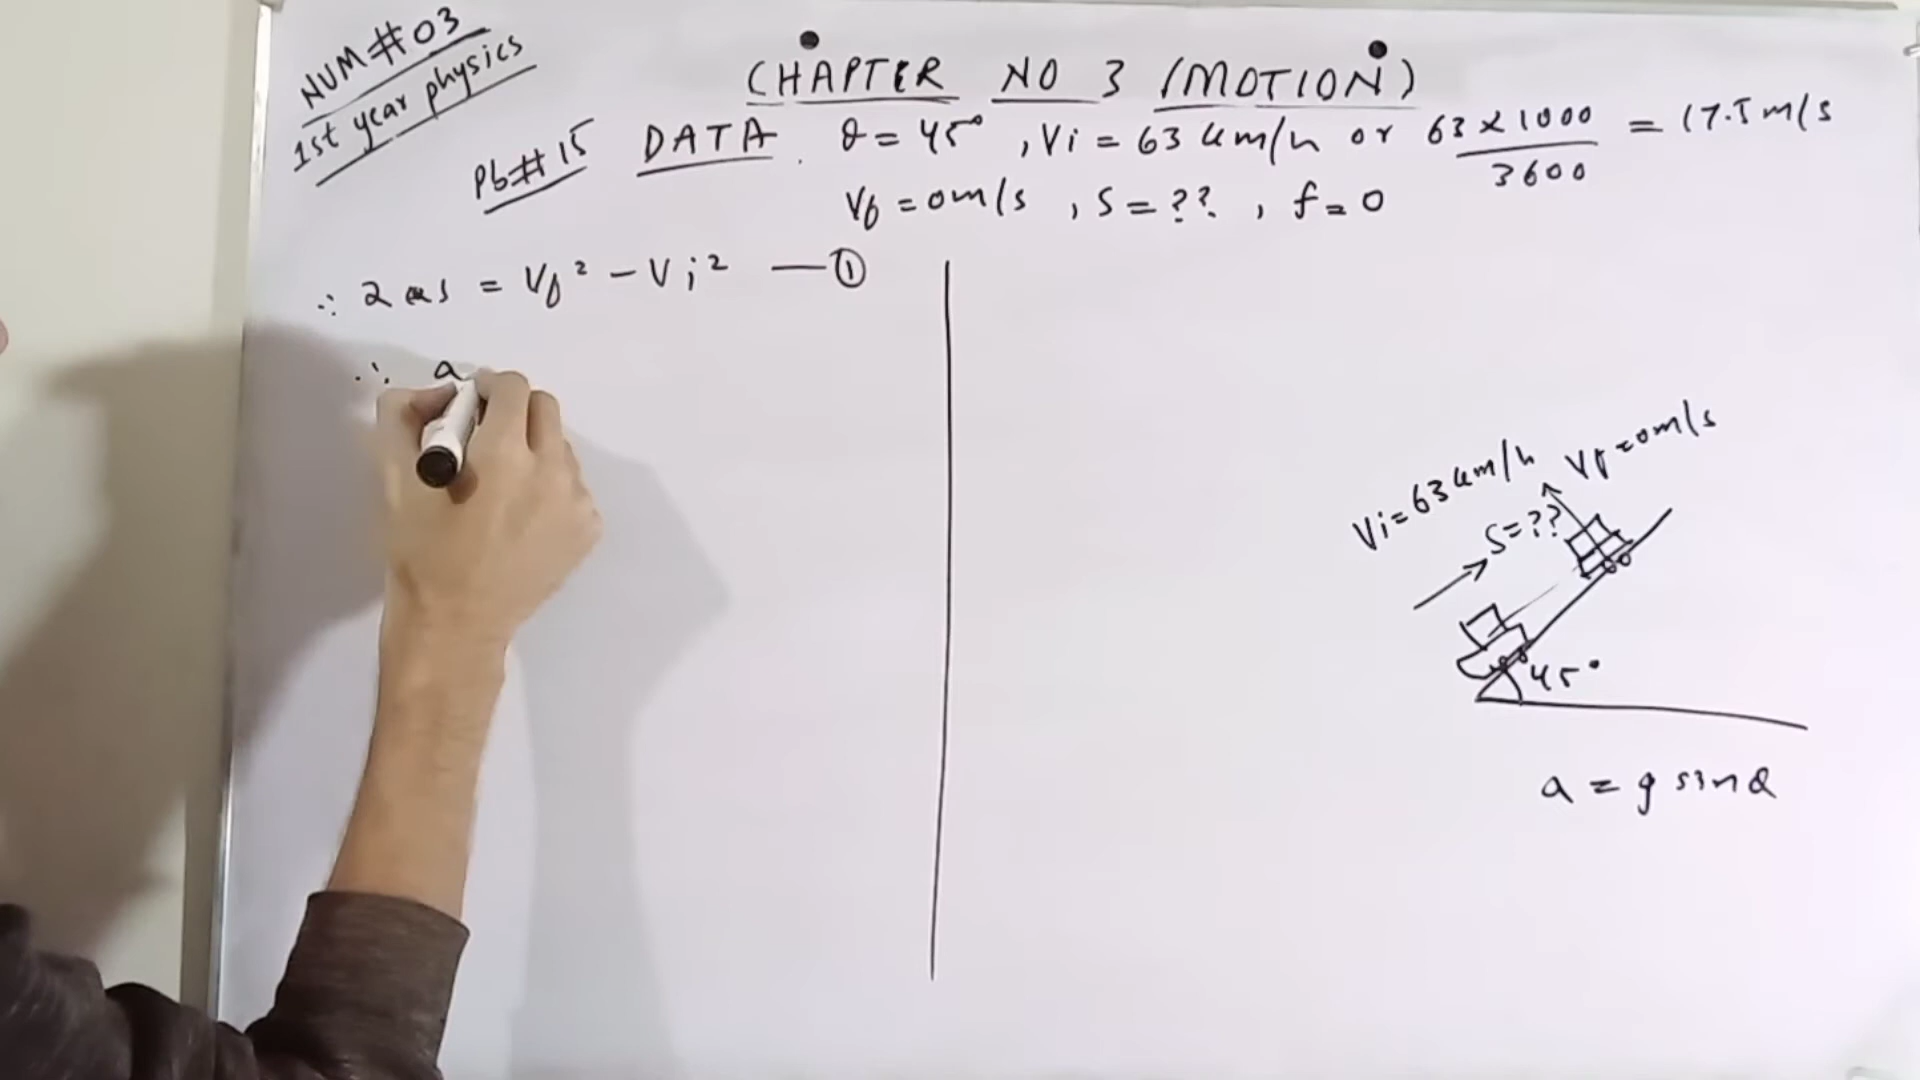 NUM#03
1st year physics
CHAPTER NO 3 (MOTION)
Pb#15 DATA. θ = 45°, Vi = 63 km/h or 63 x 1000 / 3600 = 17.5 m/s
Vf = 0 m/s, S = ??, f = 0
∴ 2as = Vf² - Vi² — ①
∴ a
Vi = 63 km/h
Vf = 0 m/s
S = ??
45°
a = g sinθ